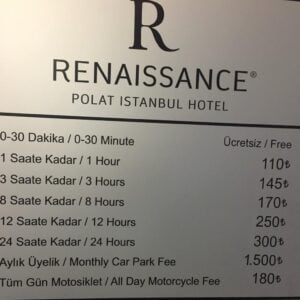 R
RENAISSANCE®
POLAT ISTANBUL HOTEL
0-30 Dakika / 0-30 Minute Ücretsiz / Free
1 Saate Kadar / 1 Hour 110₺
3 Saate Kadar / 3 Hours 145₺
8 Saate Kadar / 8 Hours 170₺
12 Saate Kadar / 12 Hours 250₺
24 Saate Kadar / 24 Hours 300₺
Aylık Üyelik / Monthly Car Park Fee 1.500₺
Tüm Gün Motosiklet / All Day Motorcycle Fee 180₺